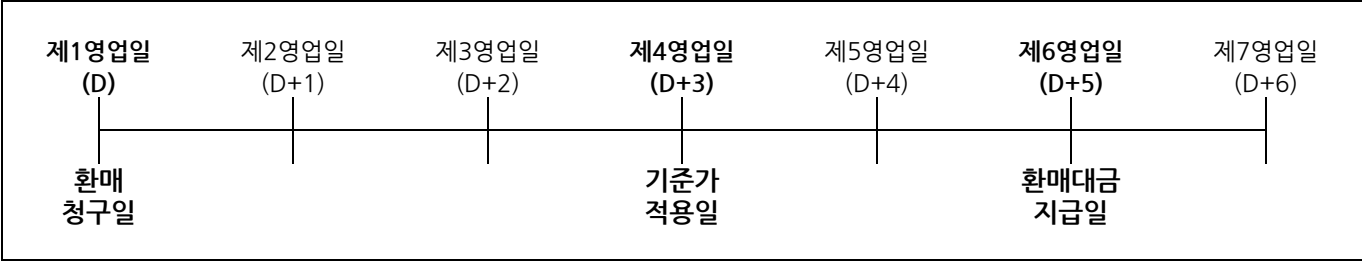 제1영업일 제2영업일 제3영업일 제4영업일 제5영업일 제6영업일 제7영업일
(D) (D+1) (D+2) (D+3) (D+4) (D+5) (D+6)
환매 기준가 환매대금
청구일 적용일 지급일